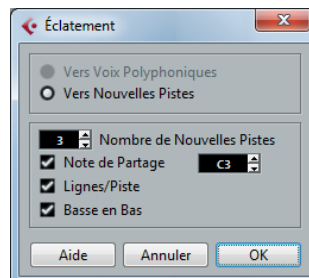 Éclatement
Vers Voix Polyphoniques
Vers Nouvelles Pistes
3 Nombre de Nouvelles Pistes
Note de Partage C3
Lignes/Piste
Basse en Bas
Aide Annuler OK